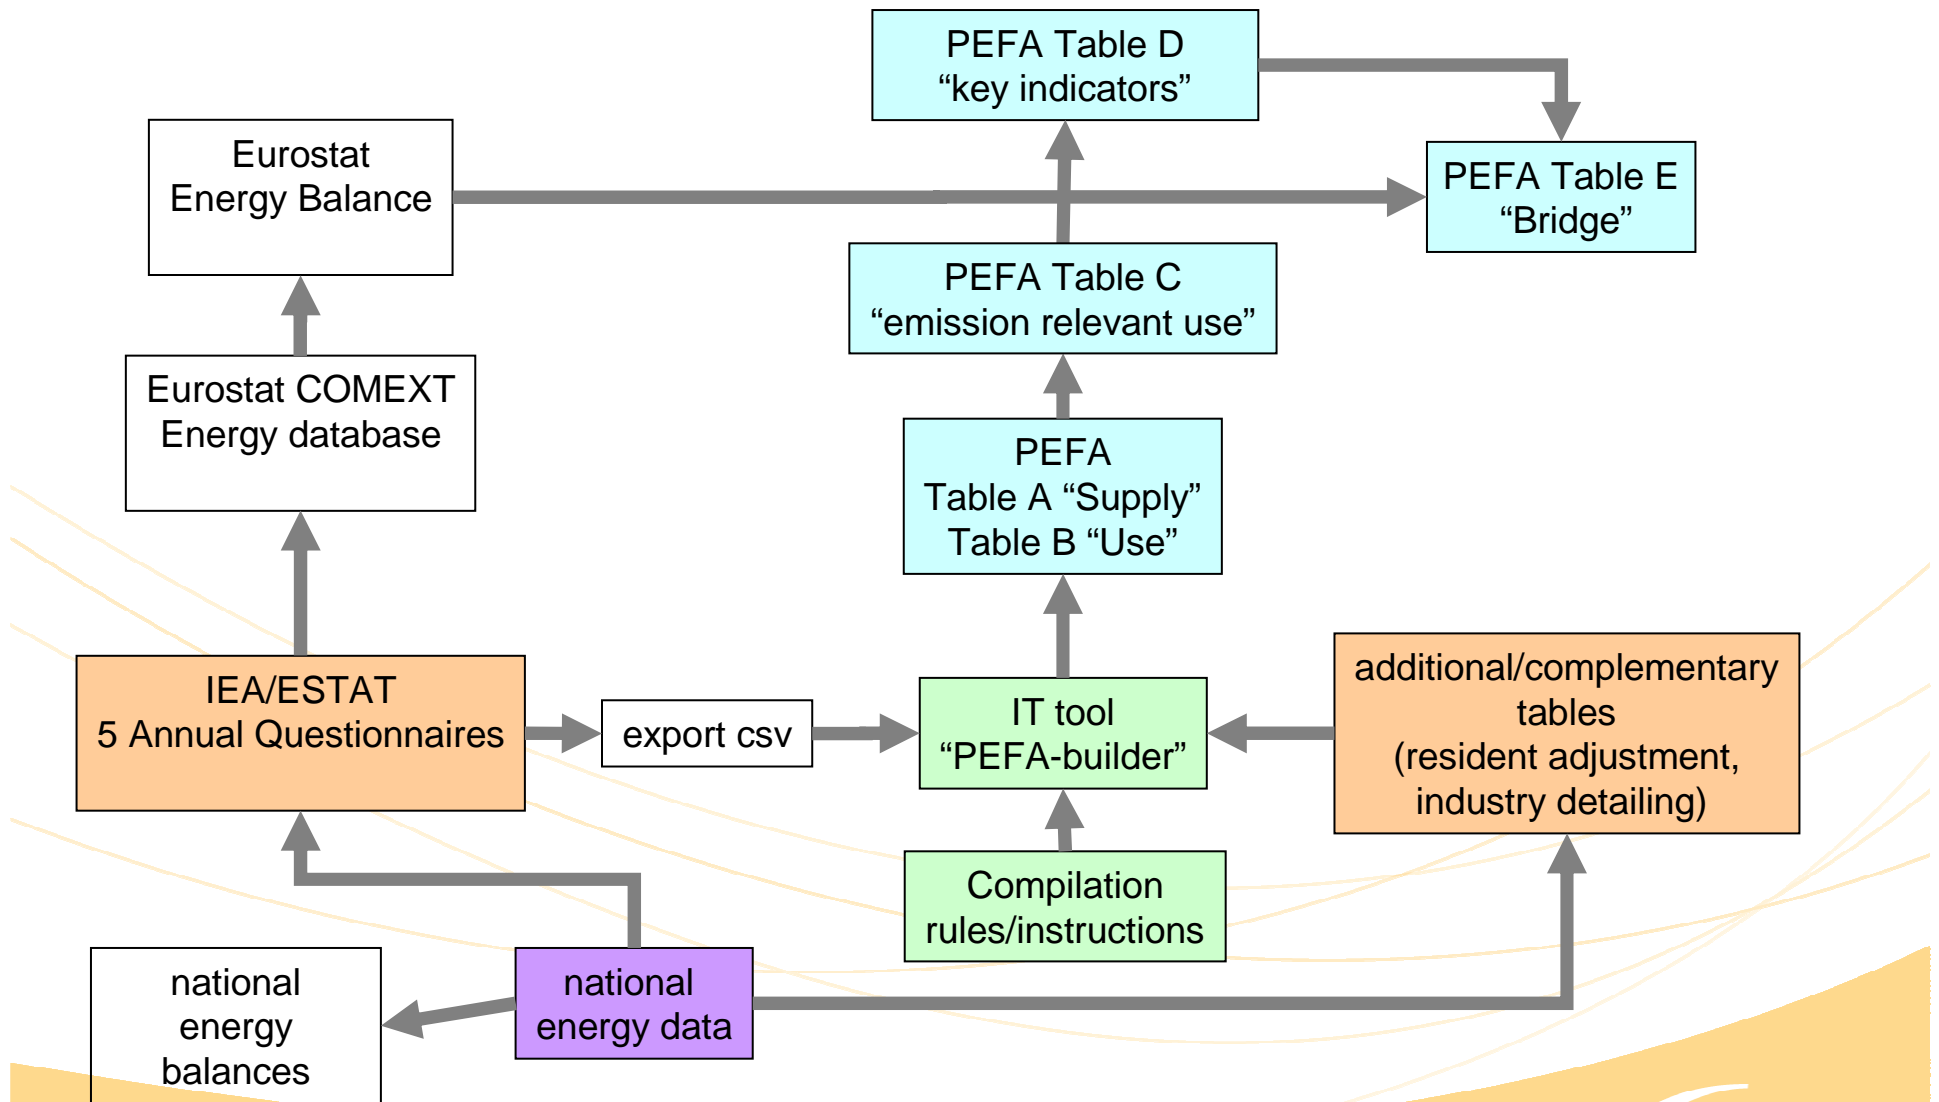 PEFA Table D
“key indicators”
Eurostat
Energy Balance
PEFA Table E
“Bridge”
PEFA Table C
“emission relevant use”
Eurostat COMEXT
Energy database
PEFA
Table A “Supply”
Table B “Use”
IEA/ESTAT
5 Annual Questionnaires
export csv
IT tool
“PEFA-builder”
additional/complementary
tables
(resident adjustment,
industry detailing)
Compilation
rules/instructions
national
energy
balances
national
energy data